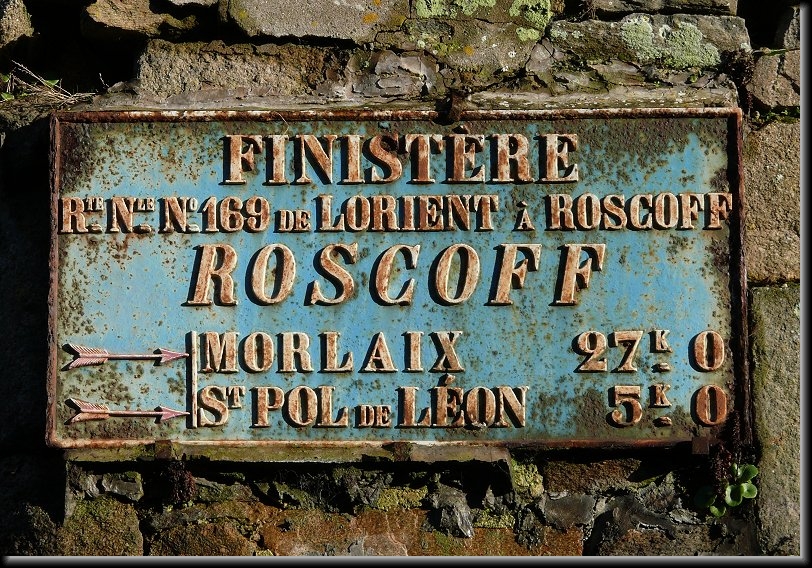 FINISTÈRE
RTE NLE NO 169 DE LORIENT À ROSCOFF
ROSCOFF
MORLAIX 27K 0
ST POL DE LÉON 5K 0